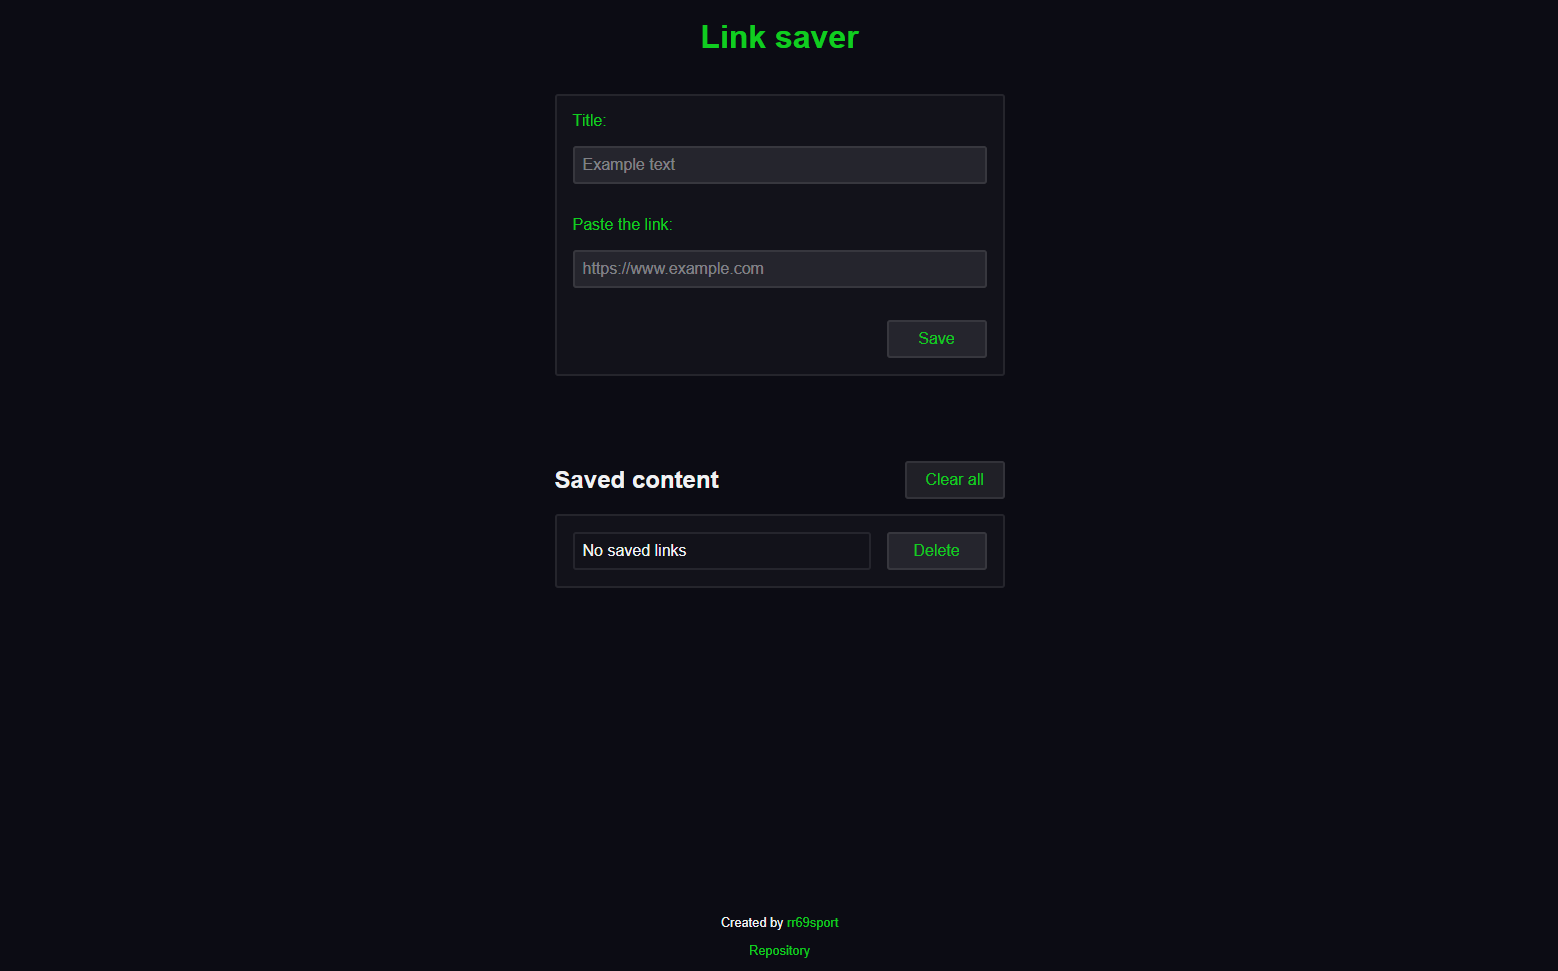 Link saver
Title:
Example text
Paste the link:
https://www.example.com
Save
Saved content
Clear all
No saved links
Delete
Created by rr69sport
Repository